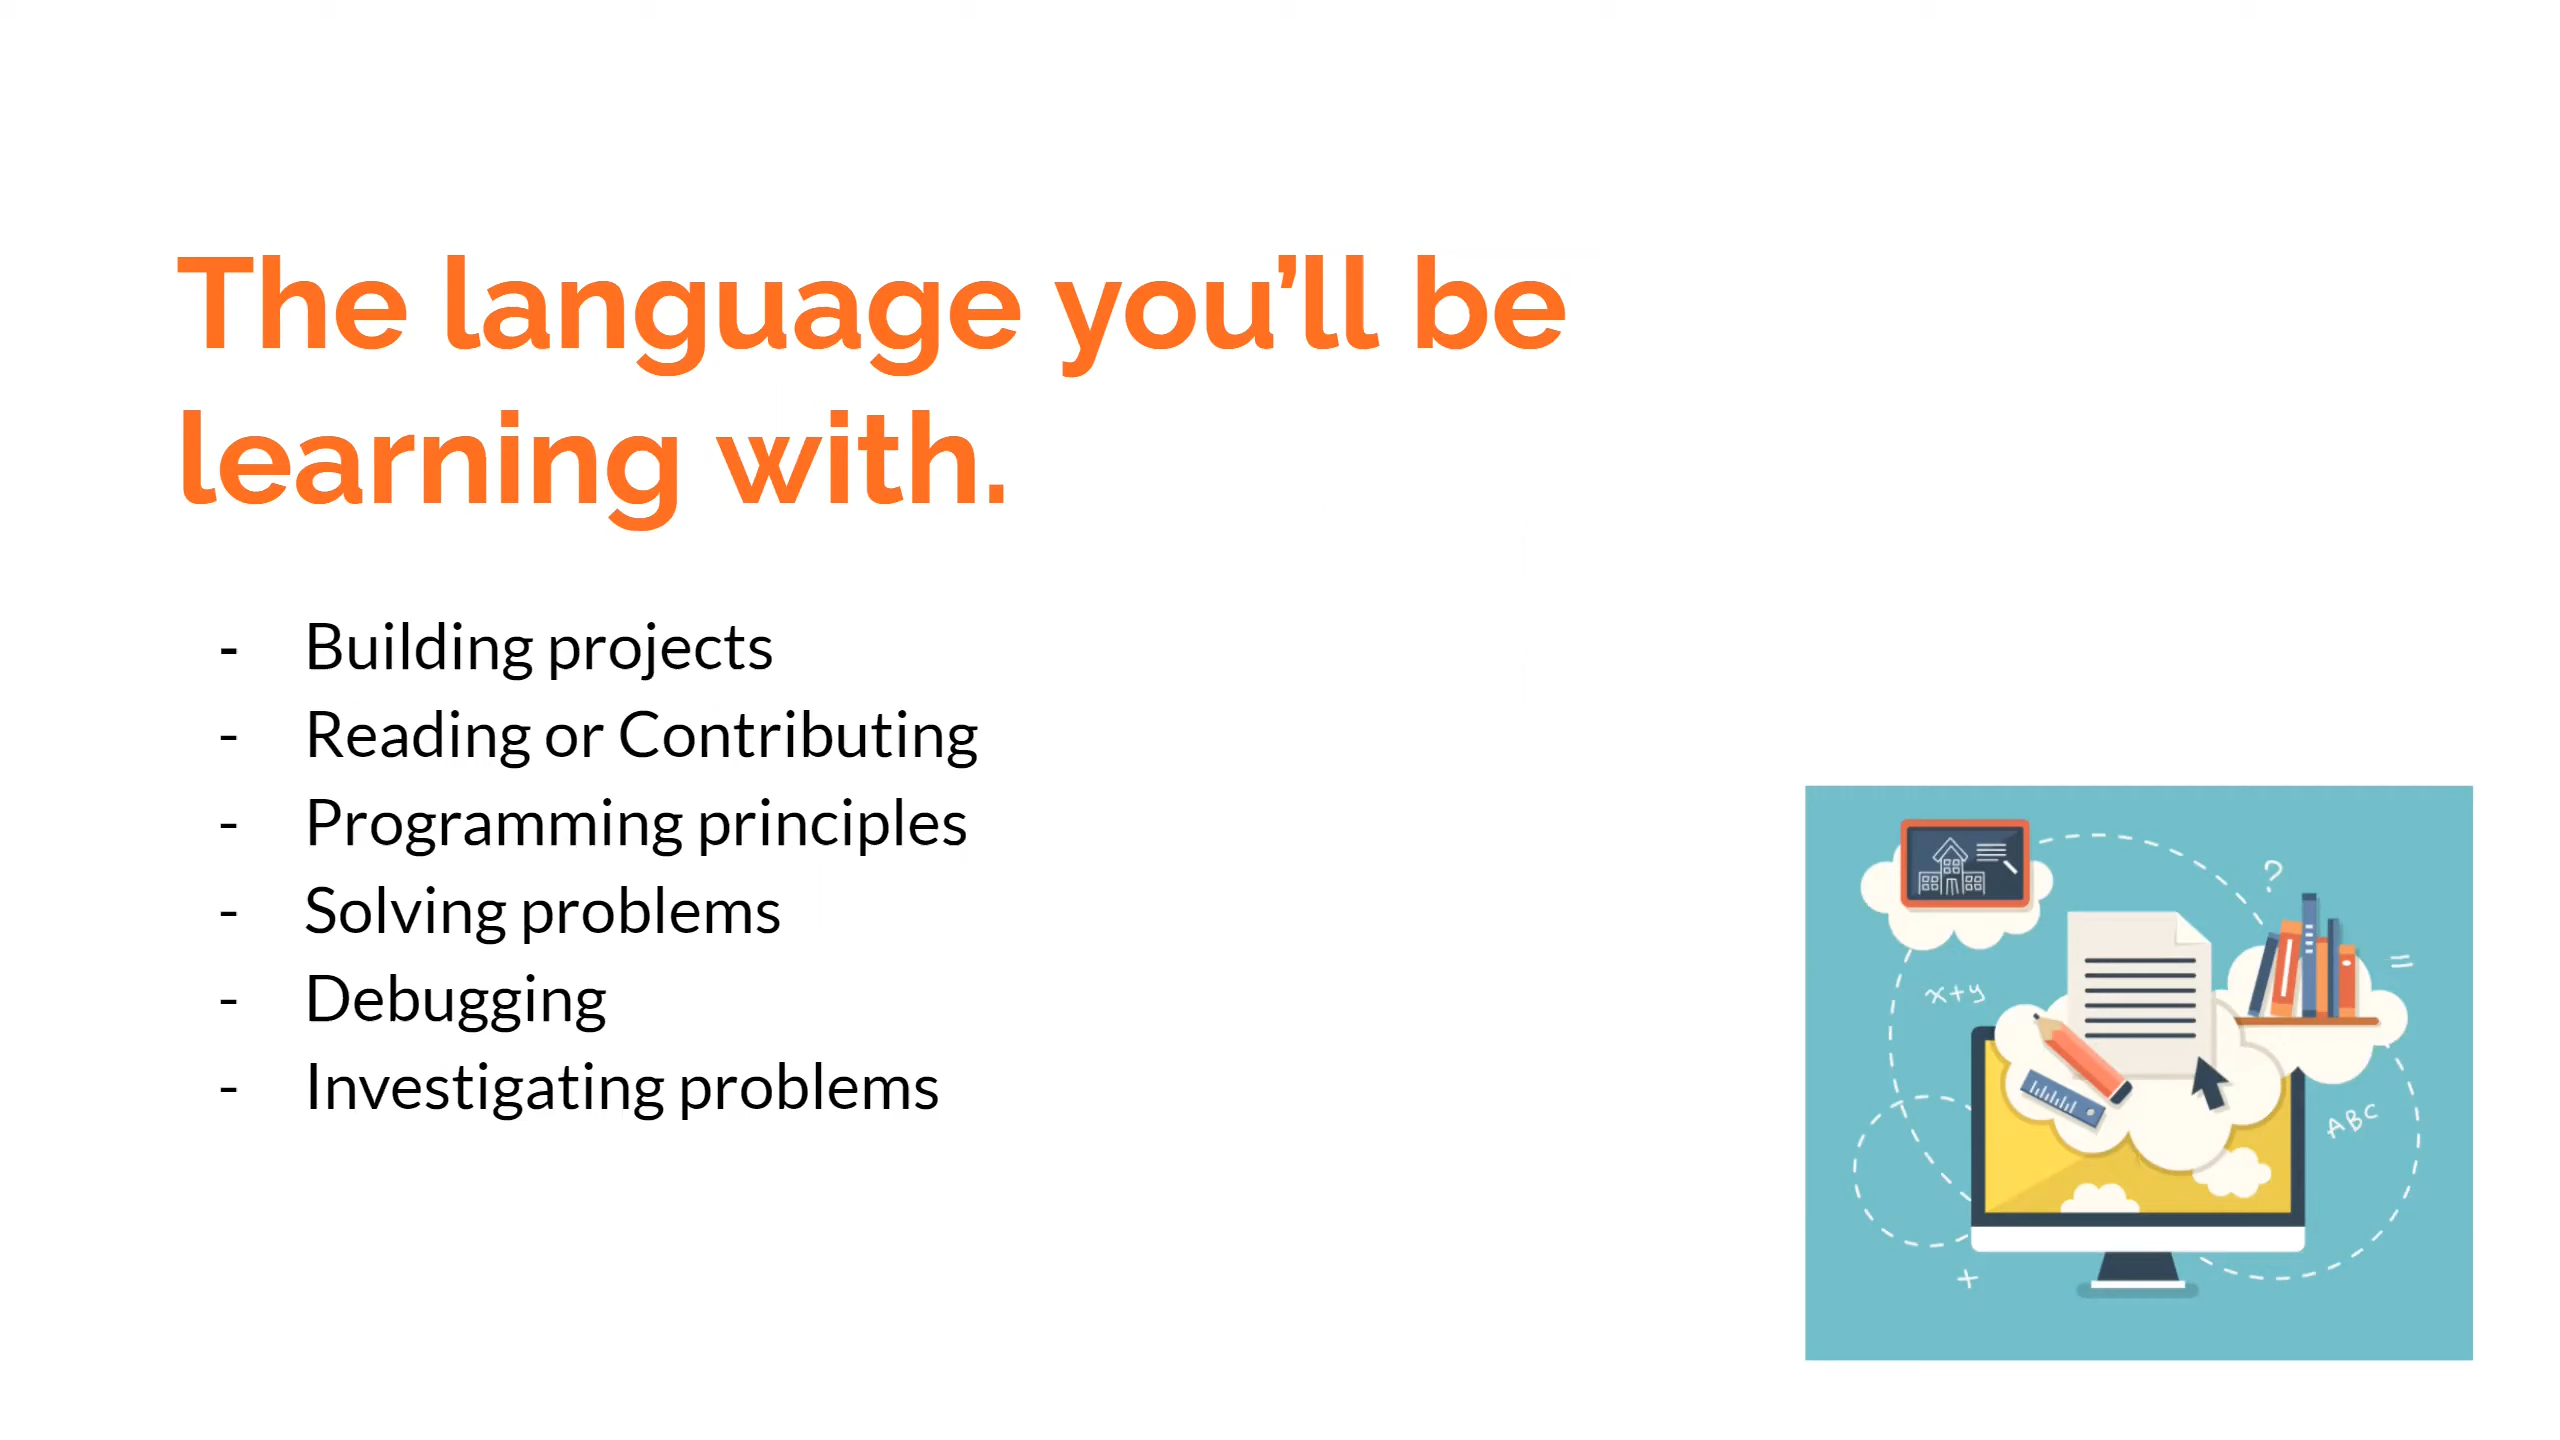 The language you’ll be
learning with.
- Building projects
- Reading or Contributing
- Programming principles
- Solving problems
- Debugging
- Investigating problems
?
=
x+y
ABC
+